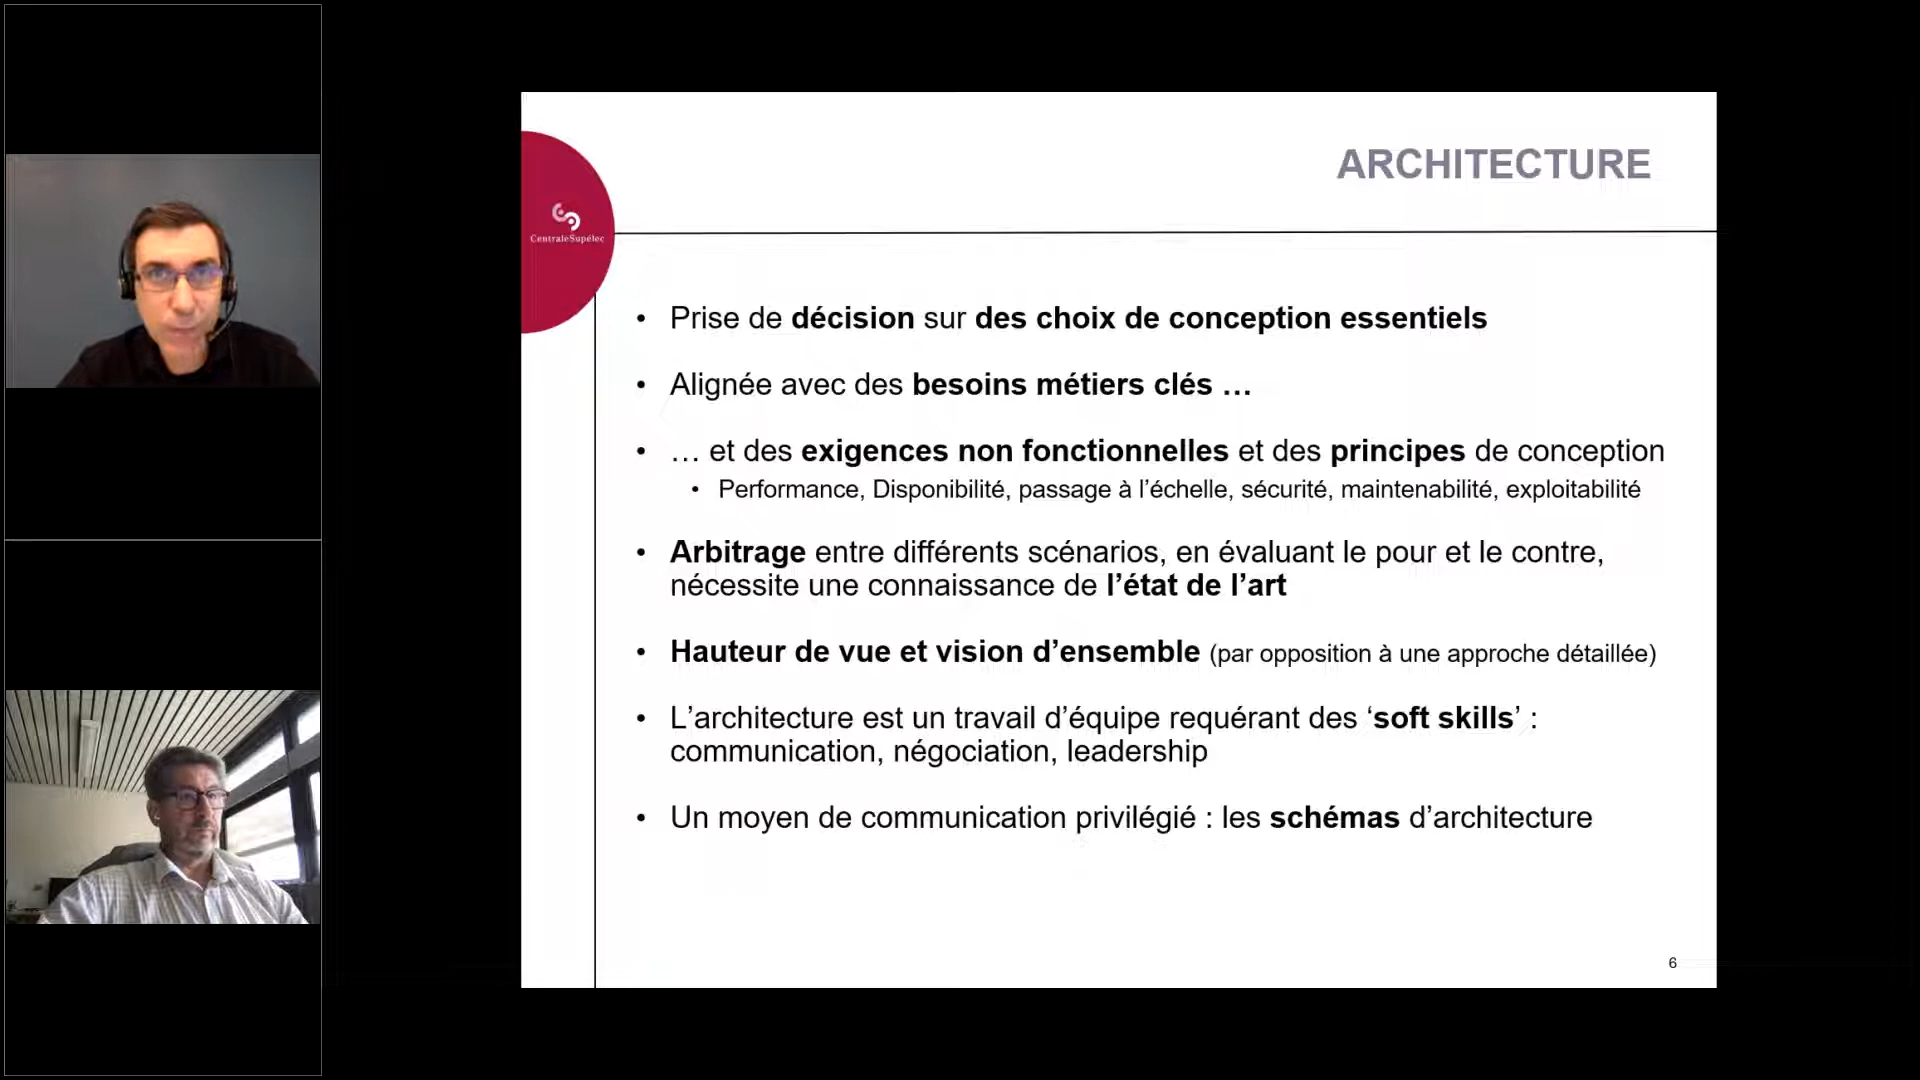 ARCHITECTURE
CentraleSupélec
• Prise de décision sur des choix de conception essentiels
• Alignée avec des besoins métiers clés …
• … et des exigences non fonctionnelles et des principes de conception
• Performance, Disponibilité, passage à l’échelle, sécurité, maintenabilité, exploitabilité
• Arbitrage entre différents scénarios, en évaluant le pour et le contre,
nécessite une connaissance de l’état de l’art
• Hauteur de vue et vision d’ensemble (par opposition à une approche détaillée)
• L’architecture est un travail d’équipe requérant des ‘soft skills’ :
communication, négociation, leadership
• Un moyen de communication privilégié : les schémas d’architecture
6